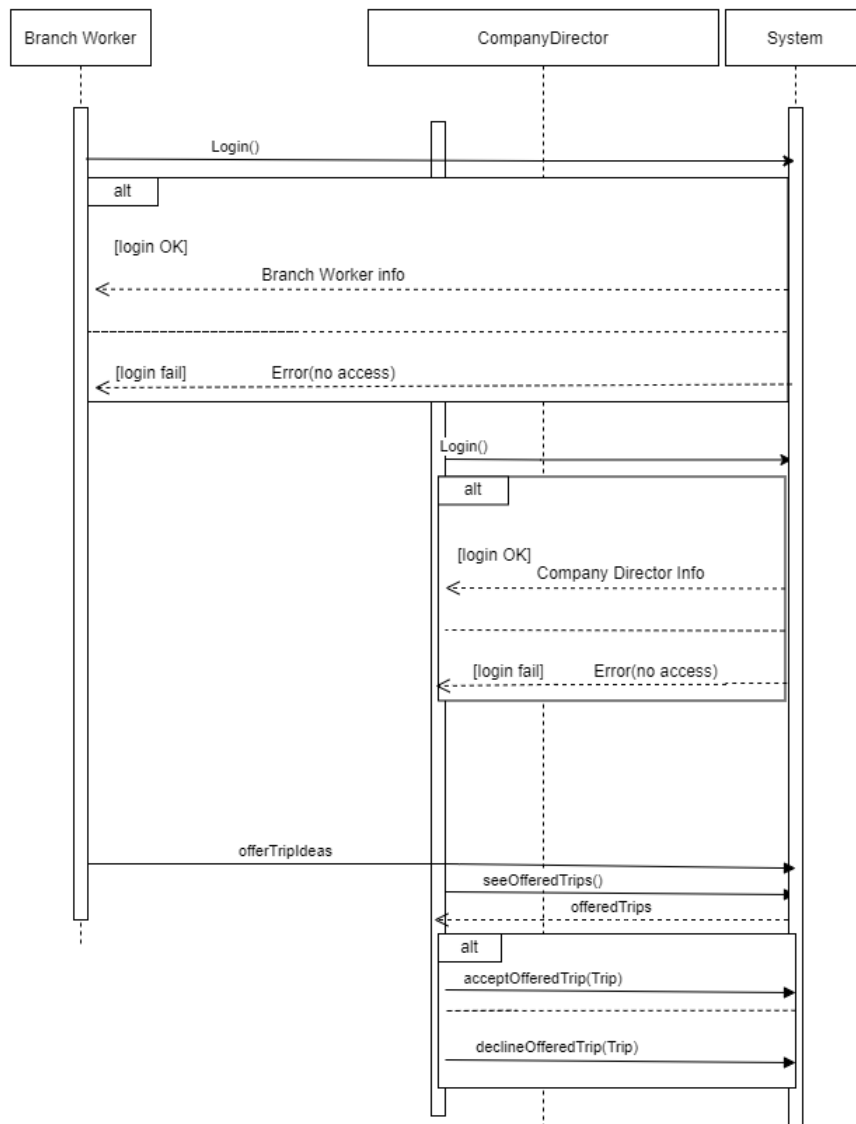 Branch Worker
CompanyDirector
System
Login()
alt
[login OK]
Branch Worker info
[login fail]
Error(no access)
Login()
alt
[login OK]
Company Director Info
[login fail]
Error(no access)
offerTripIdeas
seeOfferedTrips()
offeredTrips
alt
acceptOfferedTrip(Trip)
declineOfferedTrip(Trip)